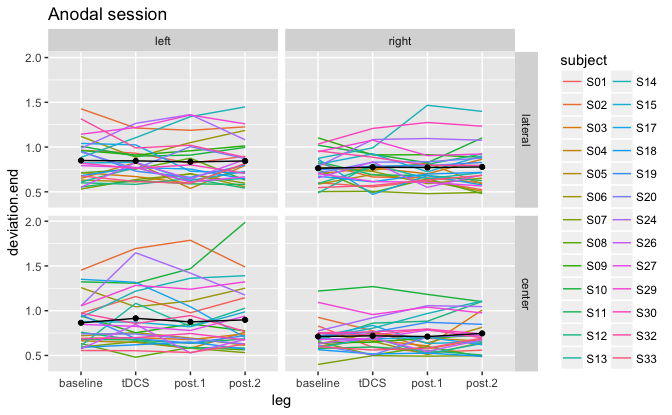 Anodal session
left right
2.0
1.5
1.0
0.5
lateral
2.0
1.5
1.0
0.5
center
baseline tDCS post.1 post.2 baseline tDCS post.1 post.2
leg
deviation.end
subject
S01 S14
S02 S15
S03 S17
S04 S18
S05 S19
S06 S20
S07 S24
S08 S26
S09 S27
S10 S29
S11 S30
S12 S32
S13 S33